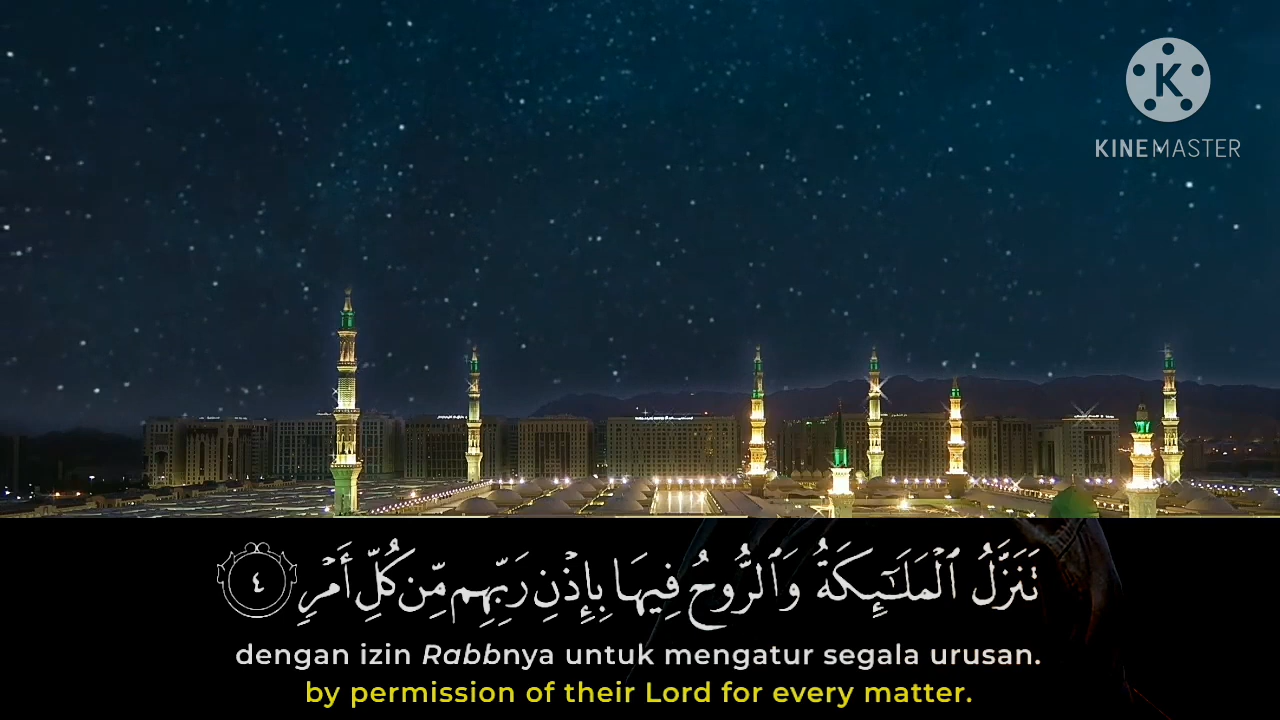 KINEMASTER
تَنَزَّلُ ٱلْمَلَـٰٓئِكَةُ وَٱلرُّوحُ فِيهَا بِإِذْنِ رَبِّهِم مِّن كُلِّ أَمْرٍ ٤
dengan izin Rabbnya untuk mengatur segala urusan.
by permission of their Lord for every matter.